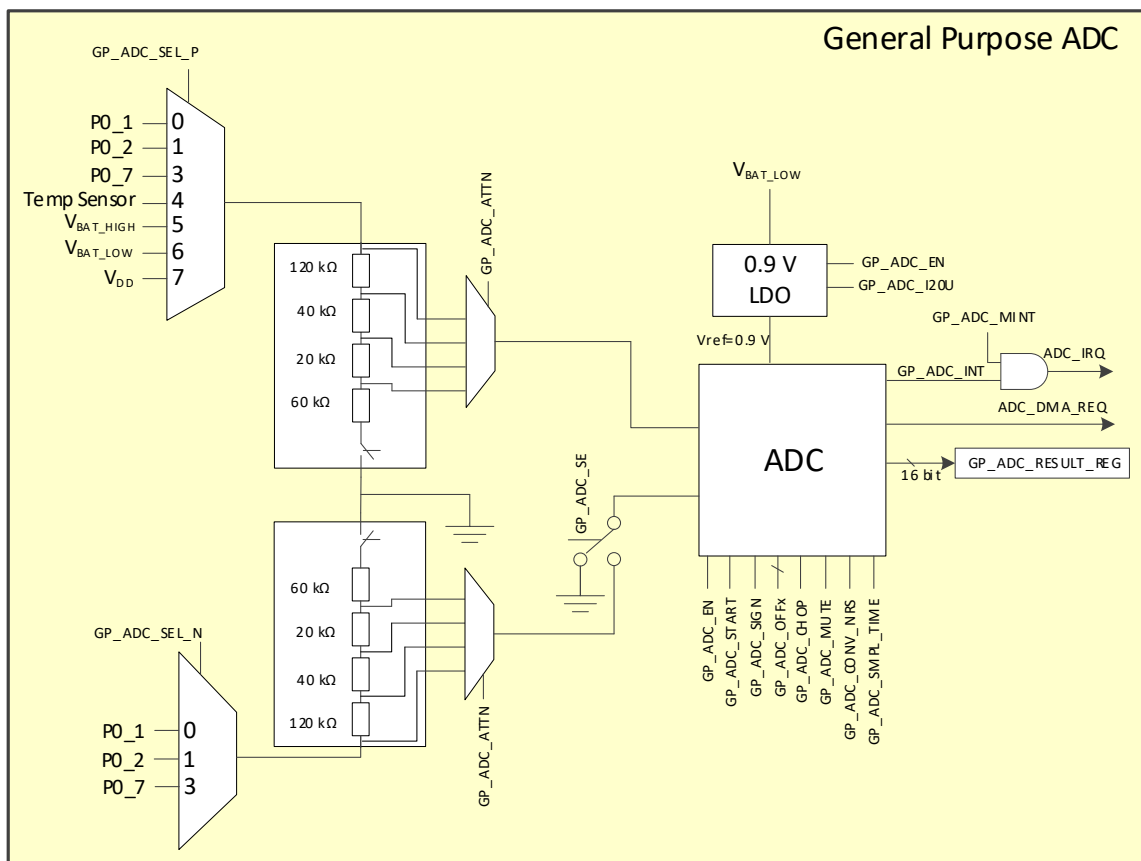 General Purpose ADC
GP_ADC_SEL_P
P0_1
0
P0_2
1
P0_7
3
Temp Sensor
4
VBAT_HIGH
5
VBAT_LOW
6
VDD
7
120 kΩ
40 kΩ
20 kΩ
60 kΩ
GP_ADC_ATTN
VBAT_LOW
0.9 V
LDO
GP_ADC_EN
GP_ADC_I20U
Vref=0.9 V
GP_ADC_MINT
GP_ADC_INT
ADC_IRQ
ADC_DMA_REQ
ADC
16 bit
GP_ADC_RESULT_REG
GP_ADC_SE
GP_ADC_EN
GP_ADC_START
GP_ADC_SIGN
GP_ADC_OFFx
GP_ADC_CHOP
GP_ADC_MUTE
GP_ADC_CONV_NRS
GP_ADC_SMPL_TIME
60 kΩ
20 kΩ
40 kΩ
120 kΩ
GP_ADC_ATTN
GP_ADC_SEL_N
P0_1
0
P0_2
1
P0_7
3